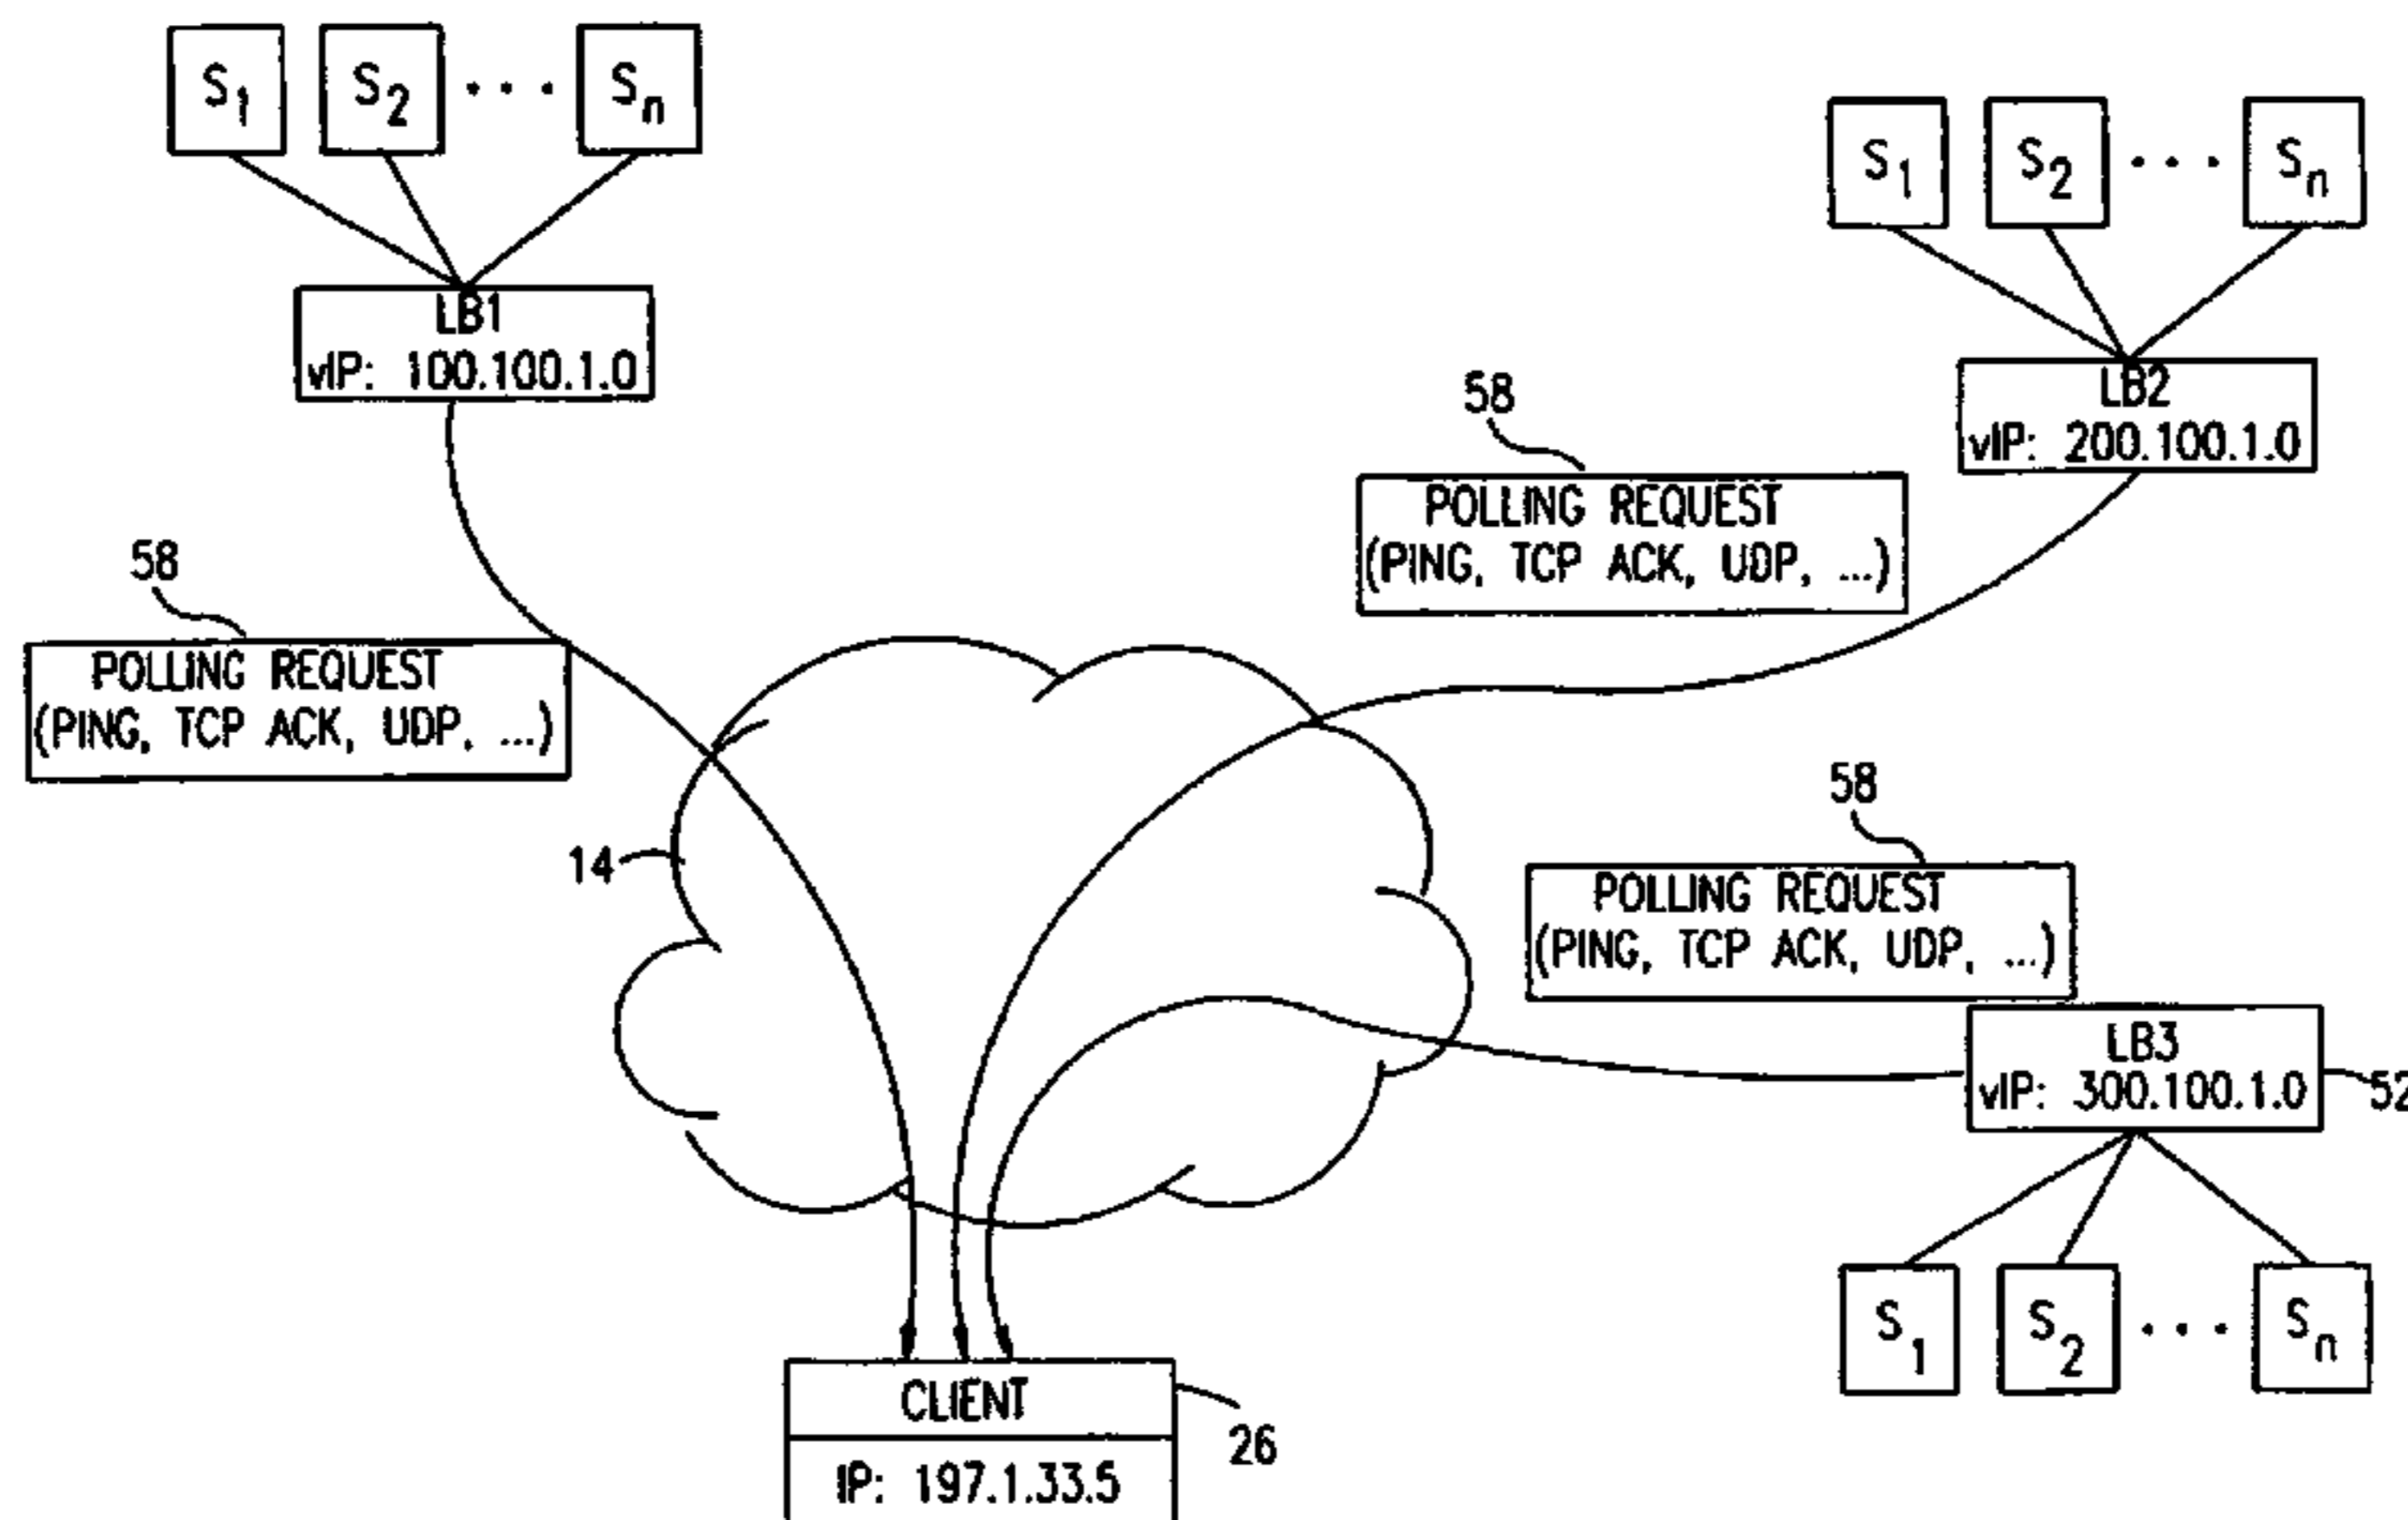 S1 S2 ... Sn
LB1
vIP: 100.100.1.0
S1 S2 ... Sn
LB2
vIP: 200.100.1.0
58
POLLING REQUEST
(PING, TCP ACK, UDP, ...)
58
POLLING REQUEST
(PING, TCP ACK, UDP, ...)
14
58
POLLING REQUEST
(PING, TCP ACK, UDP, ...)
LB3
vIP: 300.100.1.0
52
S1 S2 ... Sn
CLIENT
26
IP: 197.1.33.5